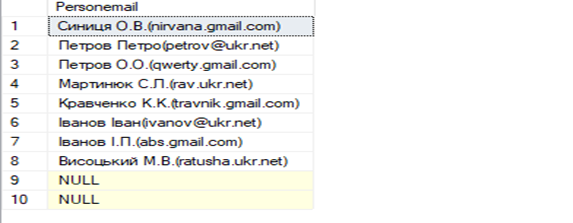 Personemail
1 Синиця О.В.(nirvana.gmail.com)
2 Петров Петро(petrov@ukr.net)
3 Петров О.О.(qwerty.gmail.com)
4 Мартинюк С.Л.(rav.ukr.net)
5 Кравченко К.К.(travnik.gmail.com)
6 Іванов Іван(ivanov@ukr.net)
7 Іванов І.П.(abs.gmail.com)
8 Висоцький М.В.(ratusha.ukr.net)
9 NULL
10 NULL